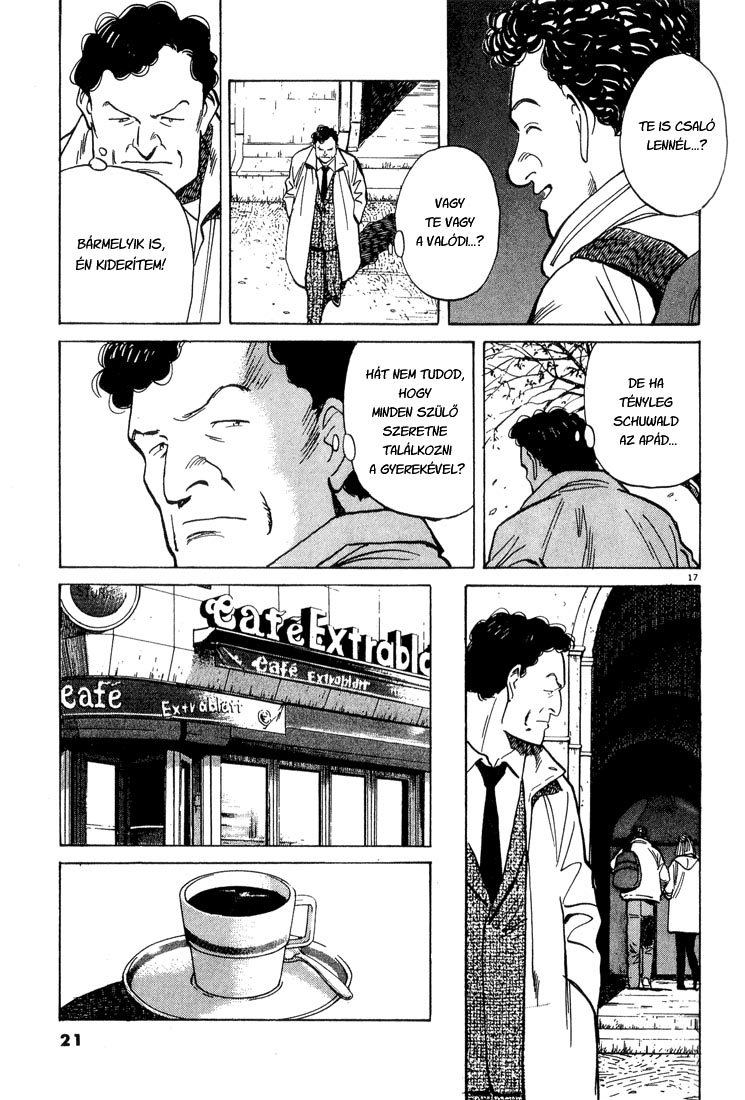 TE IS CSALÓ
LENNÉL...?
VAGY
TE VAGY
A VALÓDI...?
BÁRMELYIK IS,
ÉN KIDERÍTEM!
DE HA
TÉNYLEG
SCHUWALD
AZ APÁD...
HÁT NEM TUDOD,
HOGY
MINDEN SZÜLŐ
SZERETNE
TALÁLKOZNI
A GYEREKÉVEL?
17
Café Extrabla
Café Extrablatt
café Extrablatt
21